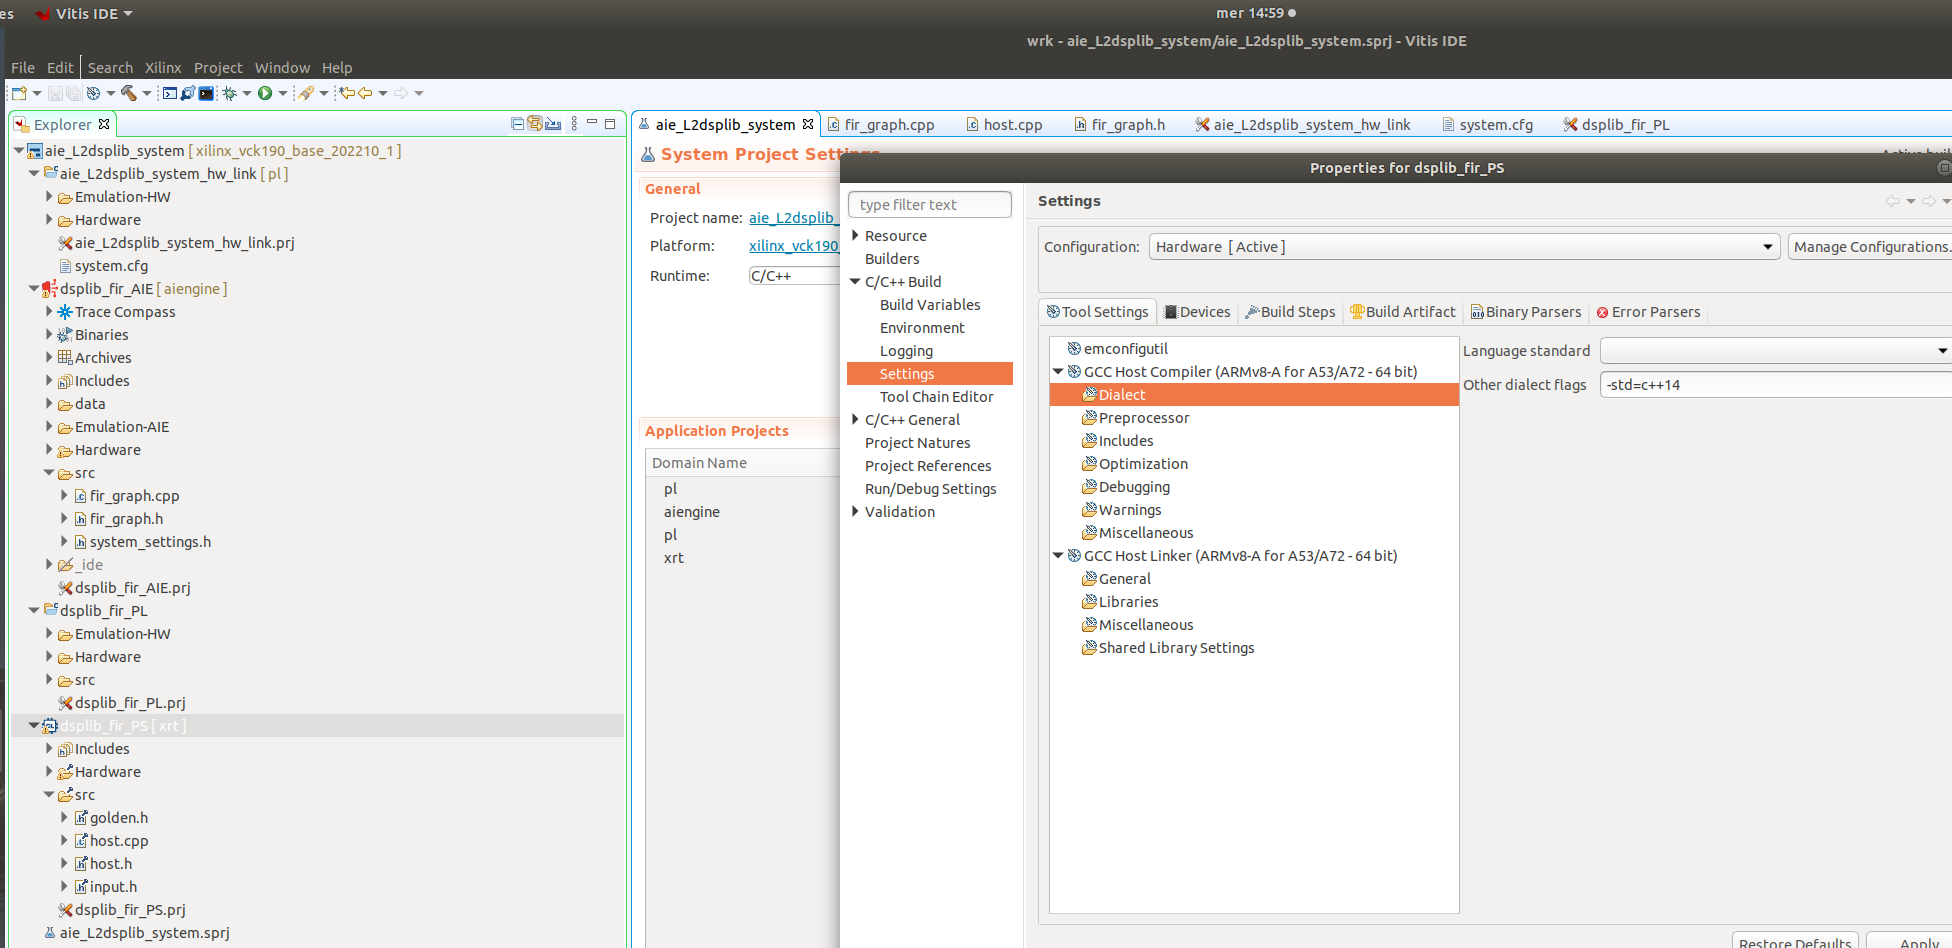 es Vitis IDE mer 14:59
wrk - aie_L2dsplib_system/aie_L2dsplib_system.sprj - Vitis IDE
File Edit Search Xilinx Project Window Help
Explorer
aie_L2dsplib_system [ xilinx_vck190_base_202210_1 ]
aie_L2dsplib_system_hw_link [ pl ]
Emulation-HW
Hardware
aie_L2dsplib_system_hw_link.prj
system.cfg
dsplib_fir_AIE [ aiengine ]
Trace Compass
Binaries
Archives
Includes
data
Emulation-AIE
Hardware
src
fir_graph.cpp
fir_graph.h
system_settings.h
_ide
dsplib_fir_AIE.prj
dsplib_fir_PL
Emulation-HW
Hardware
src
dsplib_fir_PL.prj
dsplib_fir_PS [ xrt ]
Includes
Hardware
src
golden.h
host.cpp
host.h
input.h
dsplib_fir_PS.prj
aie_L2dsplib_system.sprj
aie_L2dsplib_system fir_graph.cpp host.cpp fir_graph.h aie_L2dsplib_system_hw_link system.cfg dsplib_fir_PL
System Project Settings
General
Project name: aie_L2dsplib_
Platform: xilinx_vck190_
Runtime: C/C++
Application Projects
Domain Name
pl
aiengine
pl
xrt
Properties for dsplib_fir_PS
type filter text
Resource
Builders
C/C++ Build
Build Variables
Environment
Logging
Settings
Tool Chain Editor
C/C++ General
Project Natures
Project References
Run/Debug Settings
Validation
Settings
Configuration: Hardware [ Active ] Manage Configurations.
Tool Settings Devices Build Steps Build Artifact Binary Parsers Error Parsers
emconfigutil
GCC Host Compiler (ARMv8-A for A53/A72 - 64 bit)
Dialect
Preprocessor
Includes
Optimization
Debugging
Warnings
Miscellaneous
GCC Host Linker (ARMv8-A for A53/A72 - 64 bit)
General
Libraries
Miscellaneous
Shared Library Settings
Language standard
Other dialect flags -std=c++14
Restore Defaults Apply